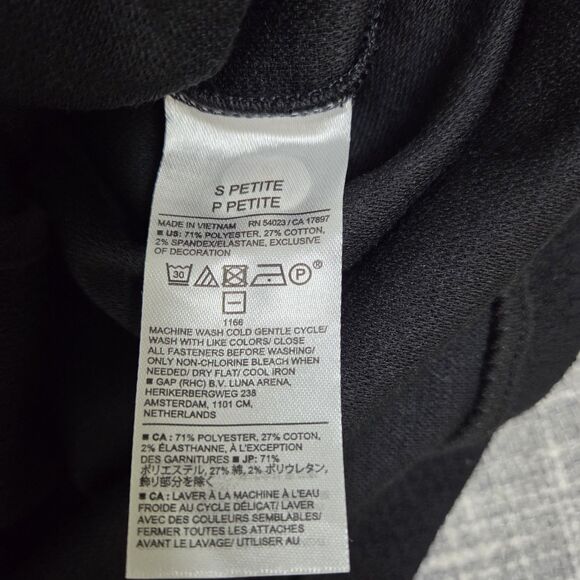 S PETITE
P PETITE
MADE IN VIETNAM RN 54023 / CA 17897
■ US: 71% POLYESTER, 27% COTTON,
2% SPANDEX/ELASTANE, EXCLUSIVE
OF DECORATION
30 P ®
1166
MACHINE WASH COLD GENTLE CYCLE/
WASH WITH LIKE COLORS/ CLOSE
ALL FASTENERS BEFORE WASHING/
ONLY NON-CHLORINE BLEACH WHEN
NEEDED/ DRY FLAT/ COOL IRON
■ GAP (RHC) B.V. LUNA ARENA,
HERIKERBERGWEG 238
AMSTERDAM, 1101 CM,
NETHERLANDS
■ CA : 71% POLYESTER, 27% COTON,
2% ÉLASTHANNE, À L'EXCEPTION
DES GARNITURES ■ JP: 71%
ポリエステル, 27% 綿, 2% ポリウレタン,
飾り部分を除く
■ CA : LAVER À LA MACHINE À L'EAU
FROIDE AU CYCLE DÉLICAT/ LAVER
AVEC DES COULEURS SEMBLABLES/
FERMER TOUTES LES ATTACHES
AVANT LE LAVAGE/ UTILISER AU